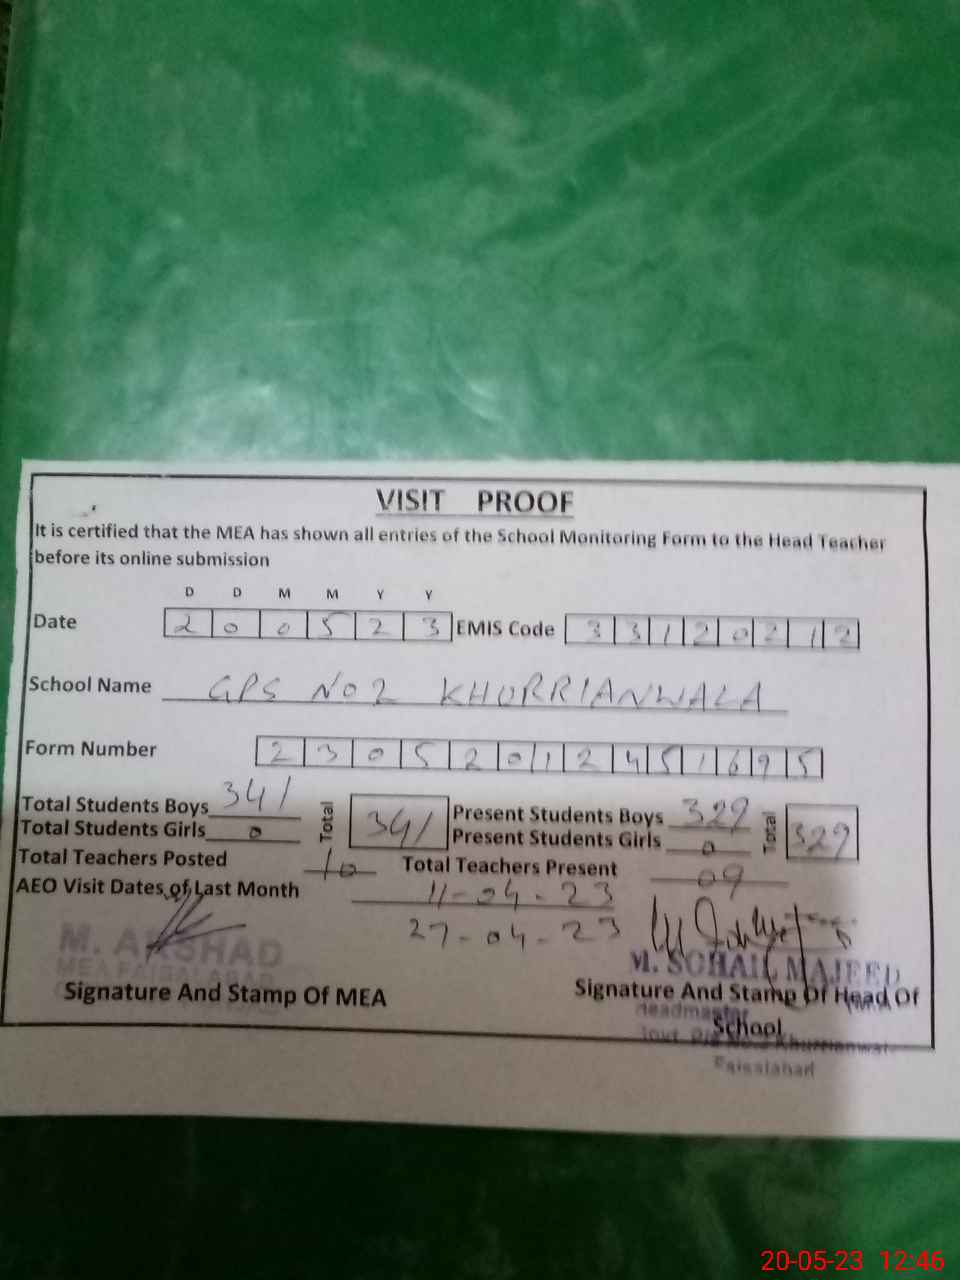 VISIT PROOF
It is certified that the MEA has shown all entries of the School Monitoring Form to the Head Teacher
before its online submission
D D M M Y Y
Date 2 0 0 5 2 3 EMIS Code 3 3 1 2 0 2 1 2
School Name GPS NO 2 KHURRIANWALA
Form Number 2 3 0 5 2 0 1 2 4 5 1 6 9 5
Total Students Boys 341 Total 341 Present Students Boys 329 Total 329
Total Students Girls 0 Present Students Girls 0
Total Teachers Posted 10 Total Teachers Present 09
AEO Visit Dates of Last Month 11-04-23
27-04-23
M. ARSHAD
MEA FAISALABAD
M. SOHAIL MAJEED
Signature And Stamp Of MEA
Signature And Stamp Of Head Of
Headmaster
School
Faisalabad
20-05-23 12:46